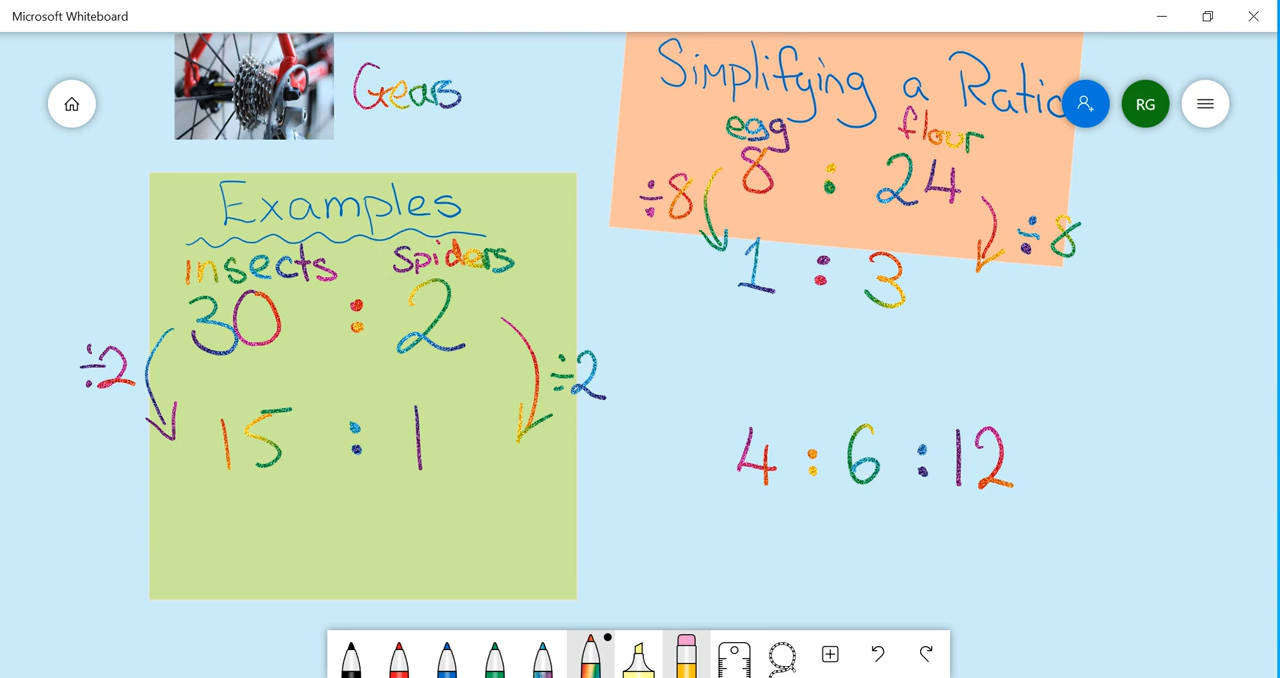 Microsoft Whiteboard
Gears
Simplifying a Ratio
RG
egg flour
8 : 24
÷8 ÷8
1 : 3
Examples
insects spiders
30 : 2
÷2 ÷2
15 : 1
4 : 6 : 12